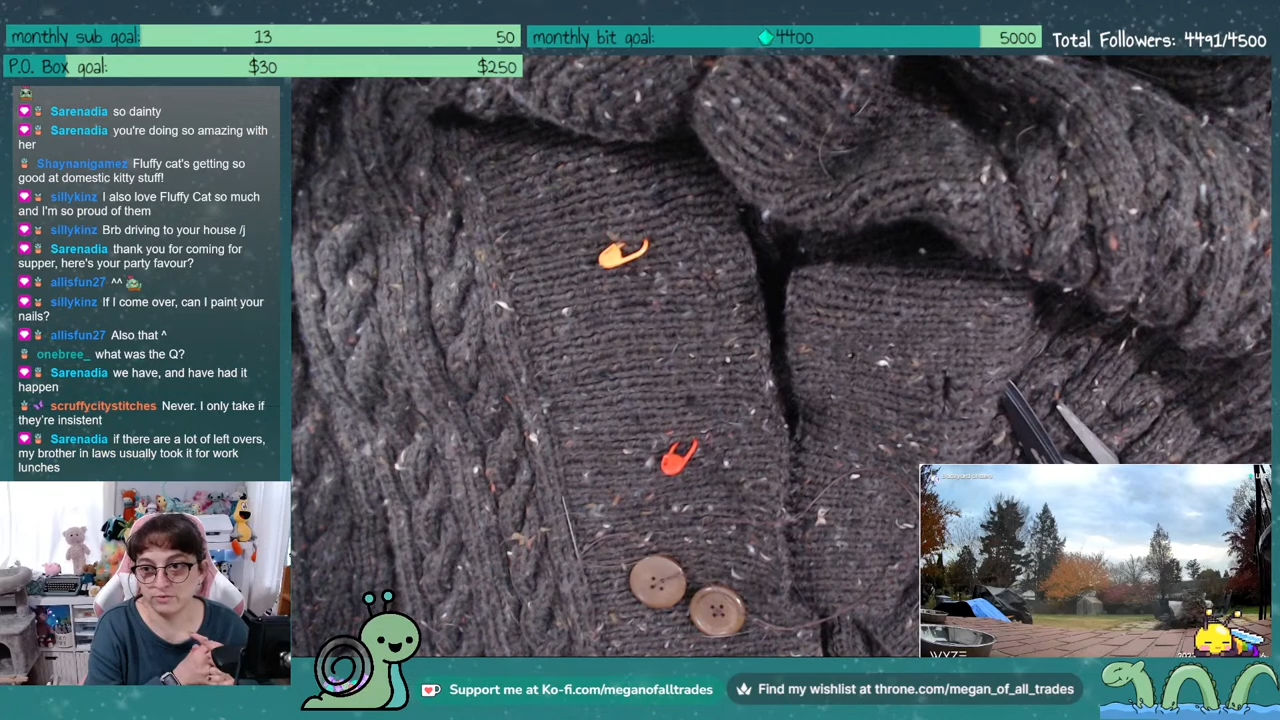 monthly sub goal: 13 50
monthly bit goal: 4400 5000
Total Followers: 4491/4500
P.O. Box goal: $30 $250
Sarenadia so dainty
Sarenadia you're doing so amazing with
her
Shaynanigamez Fluffy cat's getting so
good at domestic kitty stuff!
sillykinz I also love Fluffy Cat so much
and I'm so proud of them
sillykinz Brb driving to your house /j
Sarenadia thank you for coming for
supper, here's your party favour?
allisfun27 ^^
sillykinz If I come over, can I paint your
nails?
allisfun27 Also that ^
onebree_ what was the Q?
Sarenadia we have, and have had it
happen
scruffycitystitches Never. I only take if
they're insistent
Sarenadia if there are a lot of left overs,
my brother in laws usually took it for work
lunches
WYZE
Support me at Ko-fi.com/meganofalltrades
Find my wishlist at throne.com/megan_of_all_trades